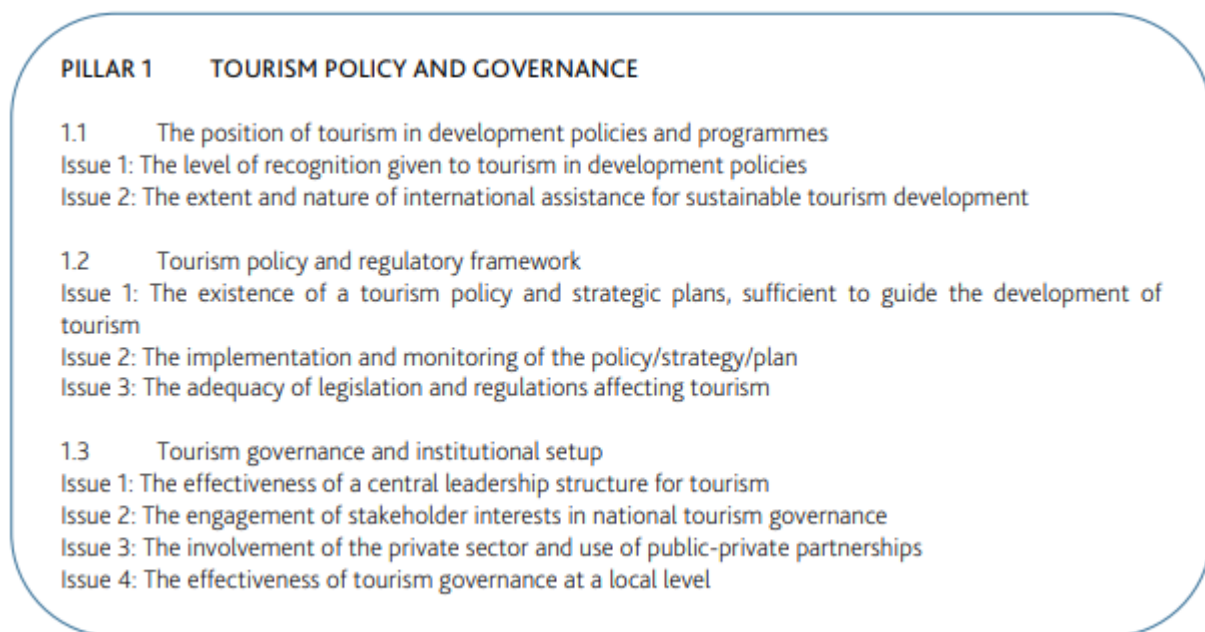 PILLAR 1 TOURISM POLICY AND GOVERNANCE
1.1 The position of tourism in development policies and programmes
Issue 1: The level of recognition given to tourism in development policies
Issue 2: The extent and nature of international assistance for sustainable tourism development
1.2 Tourism policy and regulatory framework
Issue 1: The existence of a tourism policy and strategic plans, sufficient to guide the development of
tourism
Issue 2: The implementation and monitoring of the policy/strategy/plan
Issue 3: The adequacy of legislation and regulations affecting tourism
1.3 Tourism governance and institutional setup
Issue 1: The effectiveness of a central leadership structure for tourism
Issue 2: The engagement of stakeholder interests in national tourism governance
Issue 3: The involvement of the private sector and use of public-private partnerships
Issue 4: The effectiveness of tourism governance at a local level